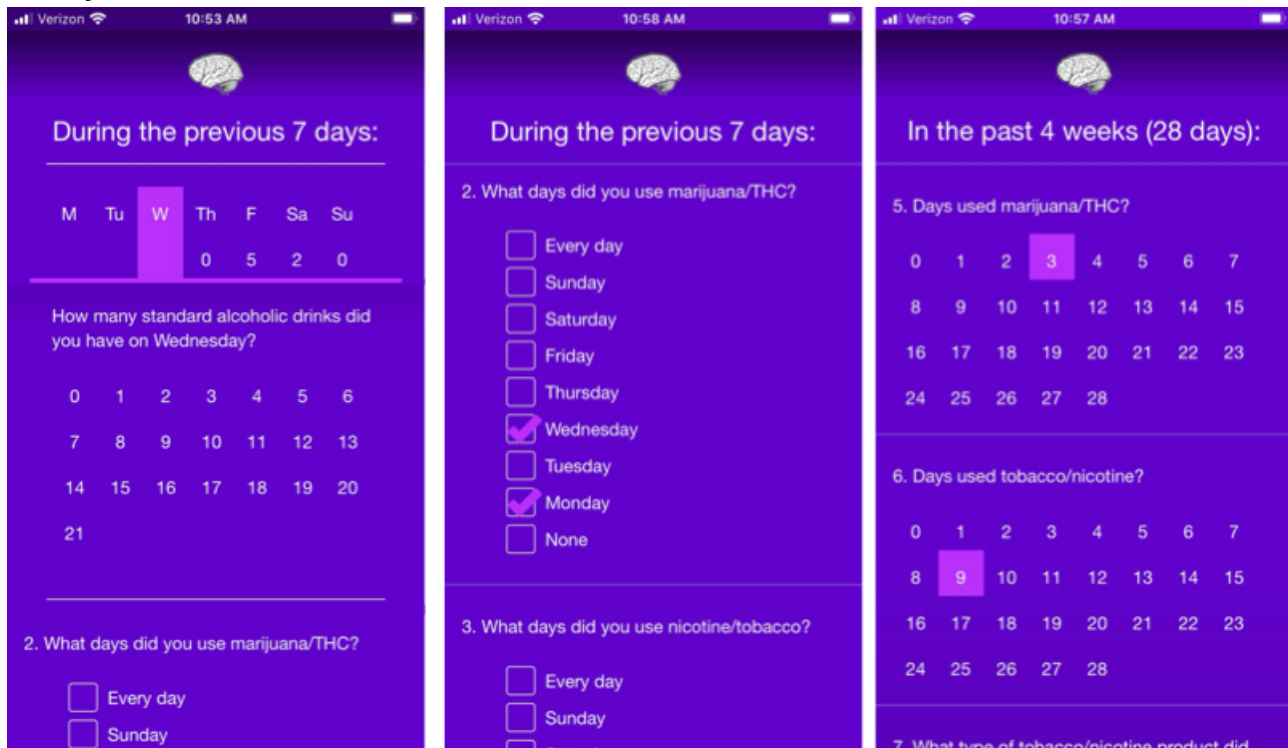 Verizon 10:53 AM
During the previous 7 days:
M Tu W Th F Sa Su
0 5 2 0
How many standard alcoholic drinks did
you have on Wednesday?
0 1 2 3 4 5 6
7 8 9 10 11 12 13
14 15 16 17 18 19 20
21
2. What days did you use marijuana/THC?
Every day
Sunday
Verizon 10:58 AM
During the previous 7 days:
2. What days did you use marijuana/THC?
Every day
Sunday
Saturday
Friday
Thursday
Wednesday
Tuesday
Monday
None
3. What days did you use nicotine/tobacco?
Every day
Sunday
Verizon 10:57 AM
In the past 4 weeks (28 days):
5. Days used marijuana/THC?
0 1 2 3 4 5 6 7
8 9 10 11 12 13 14 15
16 17 18 19 20 21 22 23
24 25 26 27 28
6. Days used tobacco/nicotine?
0 1 2 3 4 5 6 7
8 9 10 11 12 13 14 15
16 17 18 19 20 21 22 23
24 25 26 27 28
7. What type of tobacco/nicotine product did